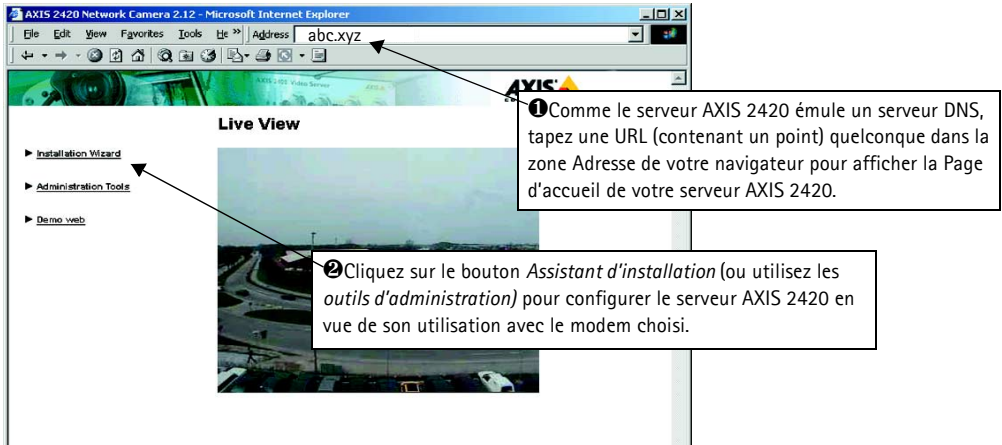 AXIS 2420 Network Camera 2.12 - Microsoft Internet Explorer
File Edit View Favorites Tools He » Address abc.xyz
AXIS 2400 Video Server
AXIS
❶Comme le serveur AXIS 2420 émule un serveur DNS,
tapez une URL (contenant un point) quelconque dans la
zone Adresse de votre navigateur pour afficher la Page
d'accueil de votre serveur AXIS 2420.
Live View
Installation Wizard
Administration Tools
Demo web
❷Cliquez sur le bouton Assistant d'installation (ou utilisez les
outils d'administration) pour configurer le serveur AXIS 2420 en
vue de son utilisation avec le modem choisi.